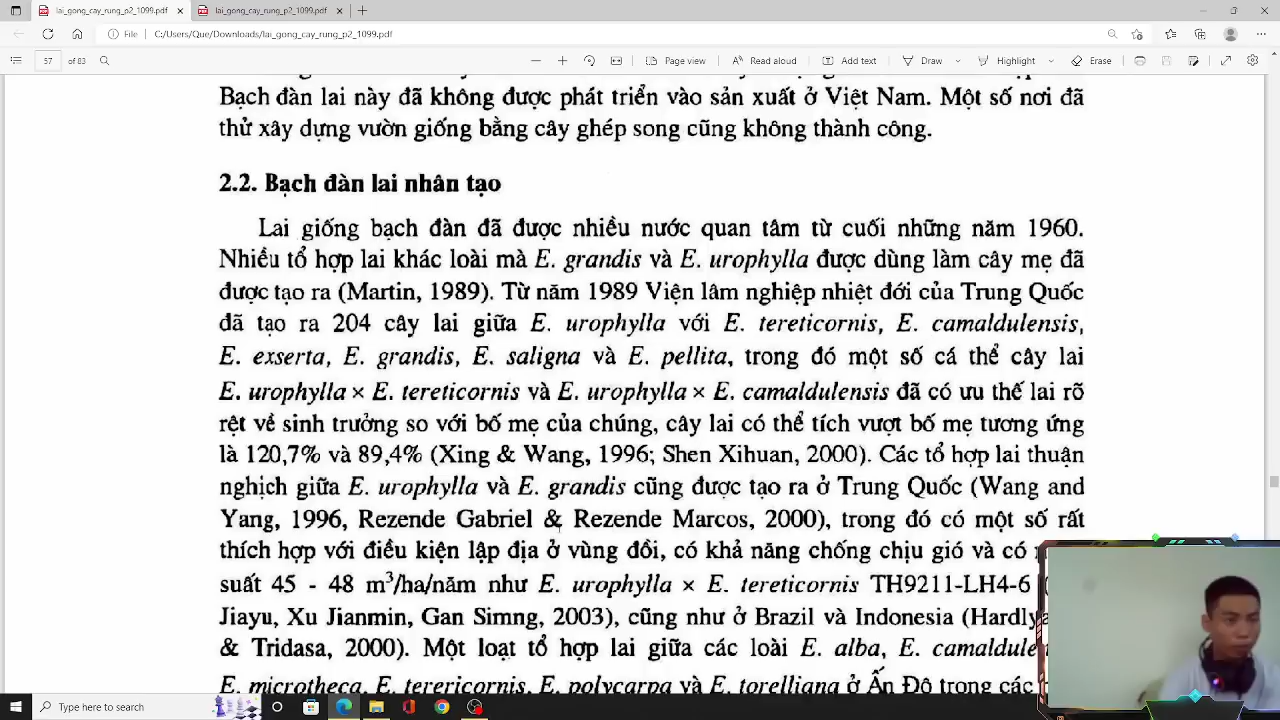 lai_gong_cay_rung_p2_1099.pdf
lai_gong_cay_rung_p2_1099.pdf
File C:/Users/Que/Downloads/lai_gong_cay_rung_p2_1099.pdf
57 of 83 Page view Read aloud Add text Draw Highlight Erase
Bạch đàn lai này đã không được phát triển vào sản xuất ở Việt Nam. Một số nơi đã
thử xây dựng vườn giống bằng cây ghép song cũng không thành công.
2.2. Bạch đàn lai nhân tạo
Lai giống bạch đàn đã được nhiều nước quan tâm từ cuối những năm 1960.
Nhiều tổ hợp lai khác loài mà E. grandis và E. urophylla được dùng làm cây mẹ đã
được tạo ra (Martin, 1989). Từ năm 1989 Viện lâm nghiệp nhiệt đới của Trung Quốc
đã tạo ra 204 cây lai giữa E. urophylla với E. tereticornis, E. camaldulensis,
E. exserta, E. grandis, E. saligna và E. pellita, trong đó một số cá thể cây lai
E. urophylla × E. tereticornis và E. urophylla × E. camaldulensis đã có ưu thế lai rõ
rệt về sinh trưởng so với bố mẹ của chúng, cây lai có thể tích vượt bố mẹ tương ứng
là 120,7% và 89,4% (Xing & Wang, 1996; Shen Xihuan, 2000). Các tổ hợp lai thuận
nghịch giữa E. urophylla và E. grandis cũng được tạo ra ở Trung Quốc (Wang and
Yang, 1996, Rezende Gabriel & Rezende Marcos, 2000), trong đó có một số rất
thích hợp với điều kiện lập địa ở vùng đồi, có khả năng chống chịu gió và có
suất 45 - 48 m³/ha/năm như E. urophylla × E. tereticornis TH9211-LH4-6
Jiayu, Xu Jianmin, Gan Simng, 2003), cũng như ở Brazil và Indonesia
& Tridasa, 2000). Một loạt tổ hợp lai giữa các loài E. alba,
E. microtheca, E. terericornis, E. polycarpa và E. torelliana ở Ấn Độ trong các
Type here to search